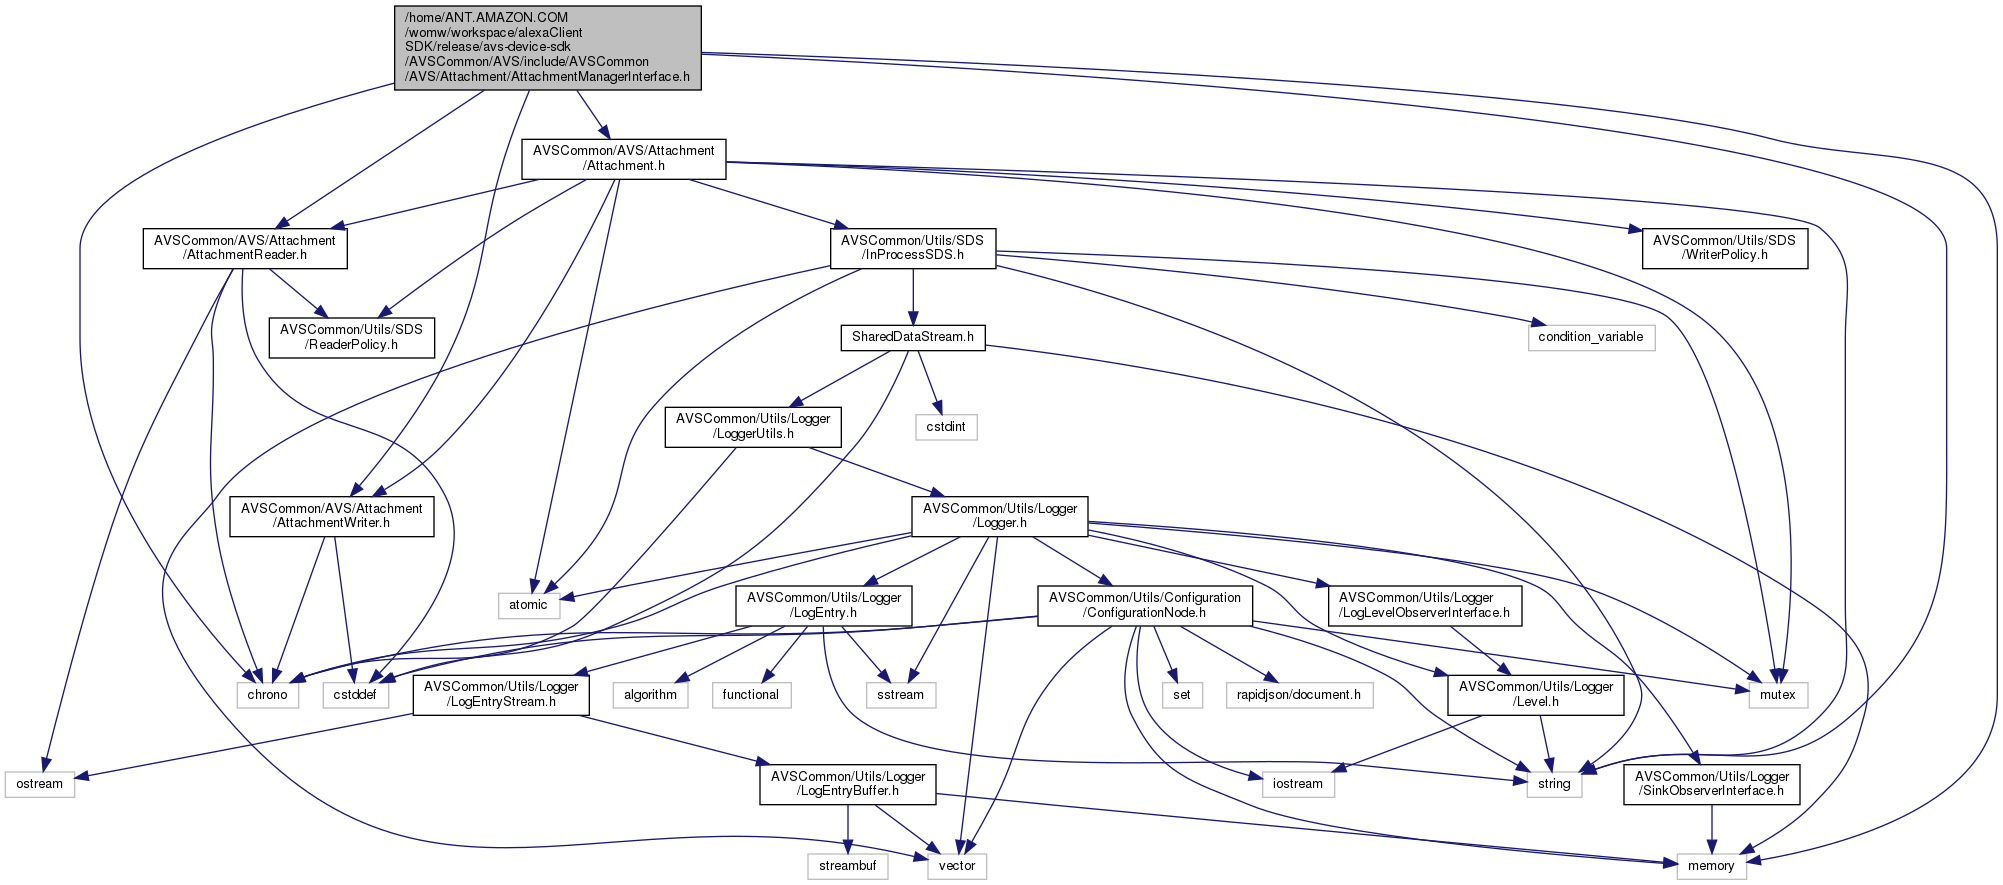 /home/ANT.AMAZON.COM
/womw/workspace/alexaClient
SDK/release/avs-device-sdk
/AVSCommon/AVS/include/AVSCommon
/AVS/Attachment/AttachmentManagerInterface.h
AVSCommon/AVS/Attachment
/Attachment.h
AVSCommon/AVS/Attachment
/AttachmentReader.h
AVSCommon/Utils/SDS
/InProcessSDS.h
AVSCommon/Utils/SDS
/WriterPolicy.h
AVSCommon/Utils/SDS
/ReaderPolicy.h
SharedDataStream.h
condition_variable
AVSCommon/Utils/Logger
/LoggerUtils.h
cstdint
AVSCommon/AVS/Attachment
/AttachmentWriter.h
AVSCommon/Utils/Logger
/Logger.h
atomic
AVSCommon/Utils/Logger
/LogEntry.h
AVSCommon/Utils/Configuration
/ConfigurationNode.h
AVSCommon/Utils/Logger
/LogLevelObserverInterface.h
chrono
cstddef
AVSCommon/Utils/Logger
/LogEntryStream.h
algorithm
functional
sstream
set
rapidjson/document.h
AVSCommon/Utils/Logger
/Level.h
mutex
ostream
AVSCommon/Utils/Logger
/LogEntryBuffer.h
iostream
string
AVSCommon/Utils/Logger
/SinkObserverInterface.h
streambuf
vector
memory